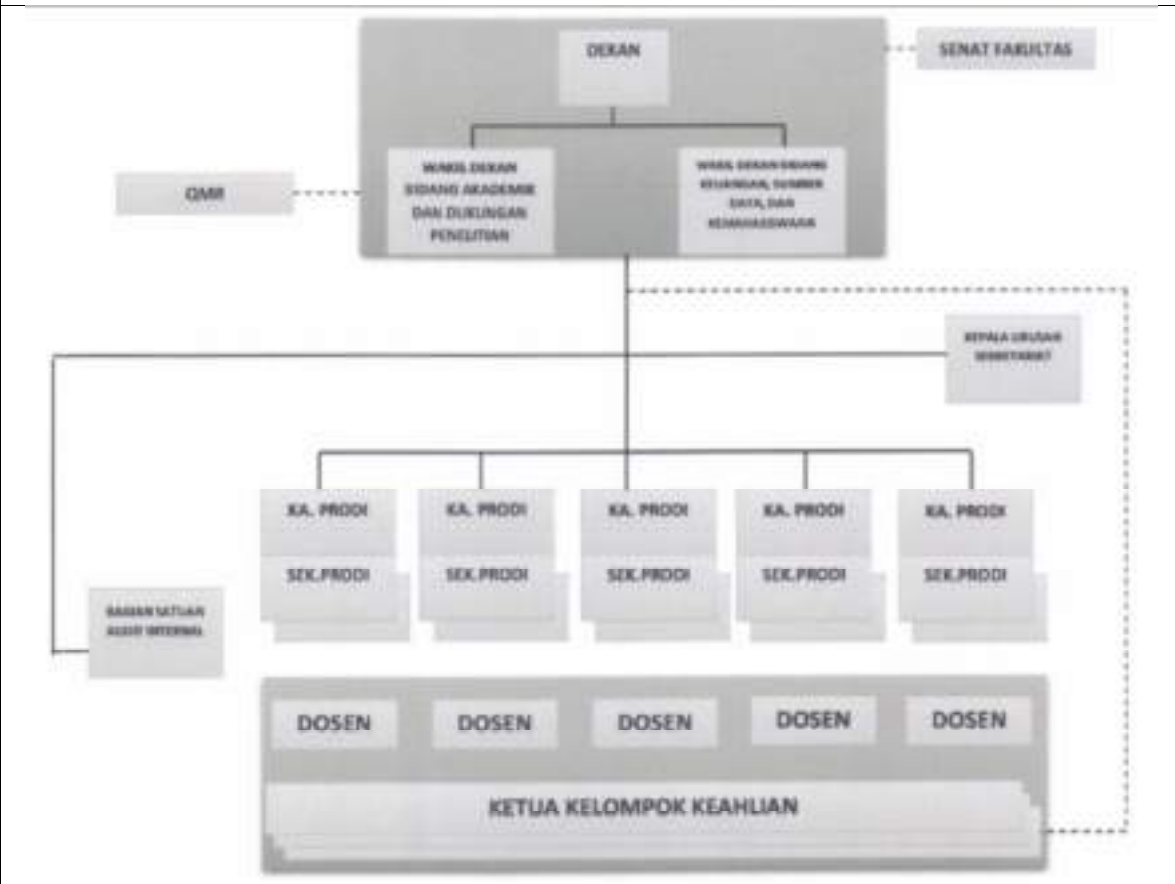 DEKAN
SENAT FAKULTAS
WAKIL DEKAN
BIDANG AKADEMIK
DAN DUKUNGAN
PENELITIAN
WAKIL DEKAN BIDANG
KEUANGAN, SUMBER
DAYA, DAN
KEMAHASISWAAN
QMR
KEPALA URUSAN
SEKRETARIAT
KA. PRODI
KA. PRODI
KA. PRODI
KA. PRODI
KA. PRODI
SEK.PRODI
SEK.PRODI
SEK.PRODI
SEK.PRODI
SEK.PRODI
BAGIAN SATUAN
AUDIT INTERNAL
DOSEN
DOSEN
DOSEN
DOSEN
DOSEN
KETUA KELOMPOK KEAHLIAN